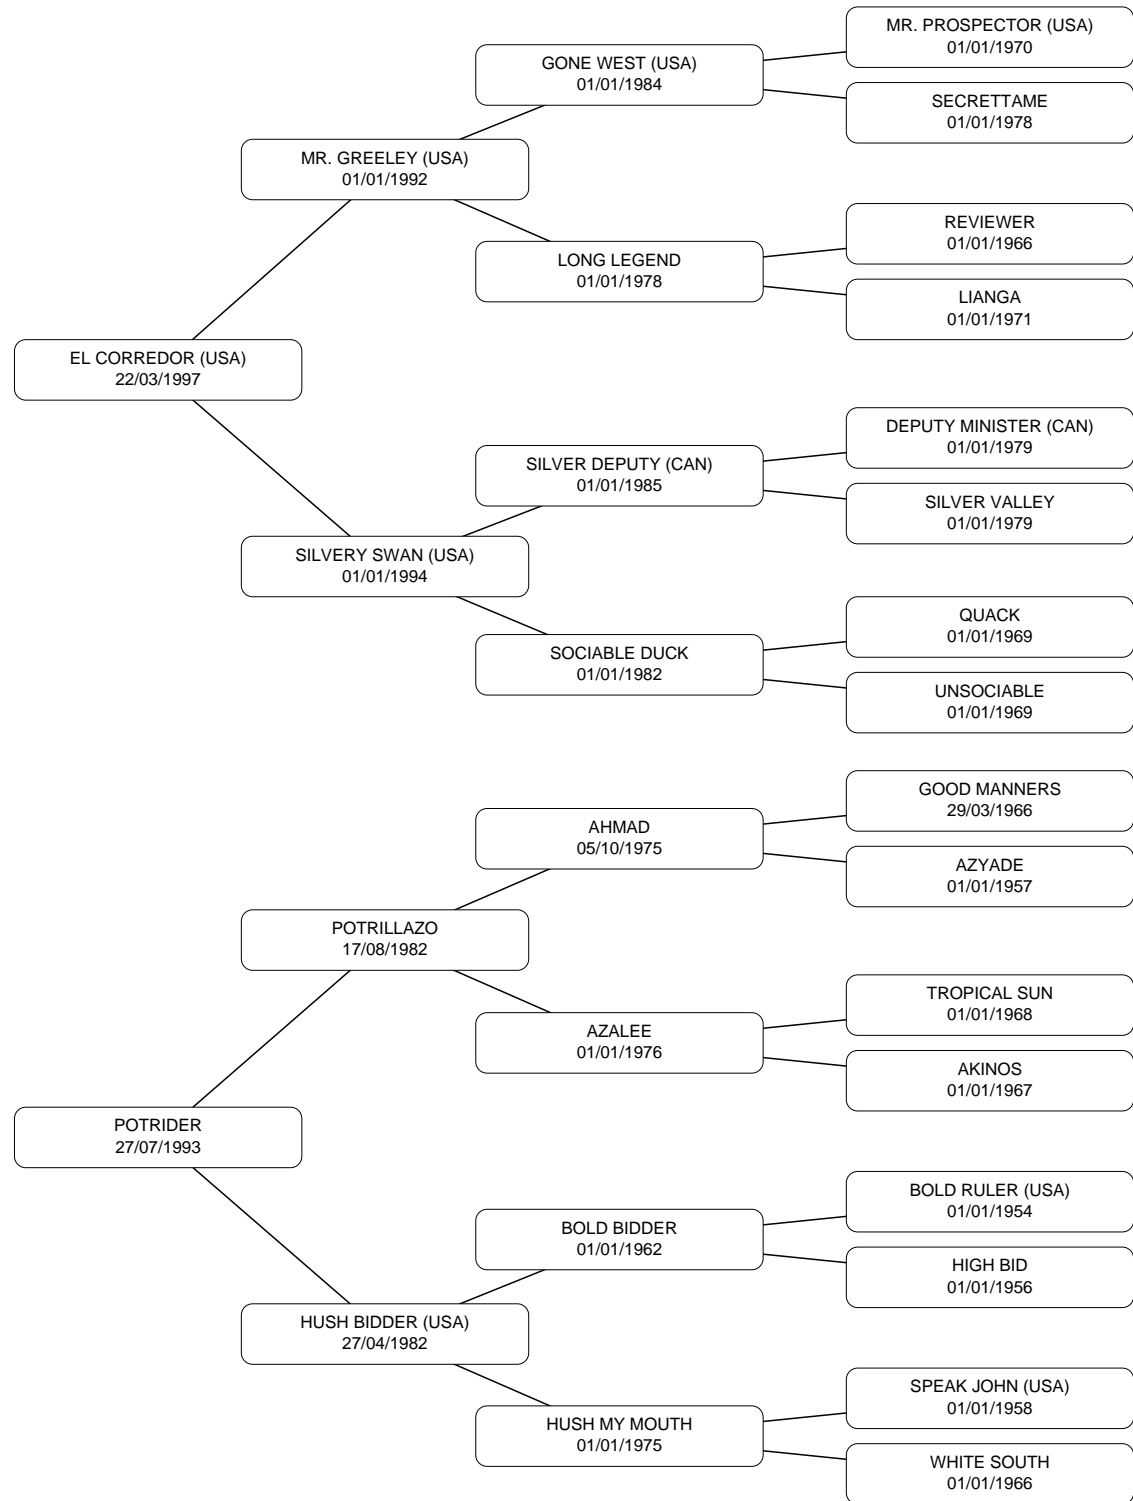 MR. PROSPECTOR (USA)
01/01/1970
GONE WEST (USA)
01/01/1984
SECRETTAME
01/01/1978
MR. GREELEY (USA)
01/01/1992
REVIEWER
01/01/1966
LONG LEGEND
01/01/1978
LIANGA
01/01/1971
EL CORREDOR (USA)
22/03/1997
DEPUTY MINISTER (CAN)
01/01/1979
SILVER DEPUTY (CAN)
01/01/1985
SILVER VALLEY
01/01/1979
SILVERY SWAN (USA)
01/01/1994
QUACK
01/01/1969
SOCIABLE DUCK
01/01/1982
UNSOCIABLE
01/01/1969
GOOD MANNERS
29/03/1966
AHMAD
05/10/1975
AZYADE
01/01/1957
POTRILLAZO
17/08/1982
TROPICAL SUN
01/01/1968
AZALEE
01/01/1976
AKINOS
01/01/1967
POTRIDER
27/07/1993
BOLD RULER (USA)
01/01/1954
BOLD BIDDER
01/01/1962
HIGH BID
01/01/1956
HUSH BIDDER (USA)
27/04/1982
SPEAK JOHN (USA)
01/01/1958
HUSH MY MOUTH
01/01/1975
WHITE SOUTH
01/01/1966